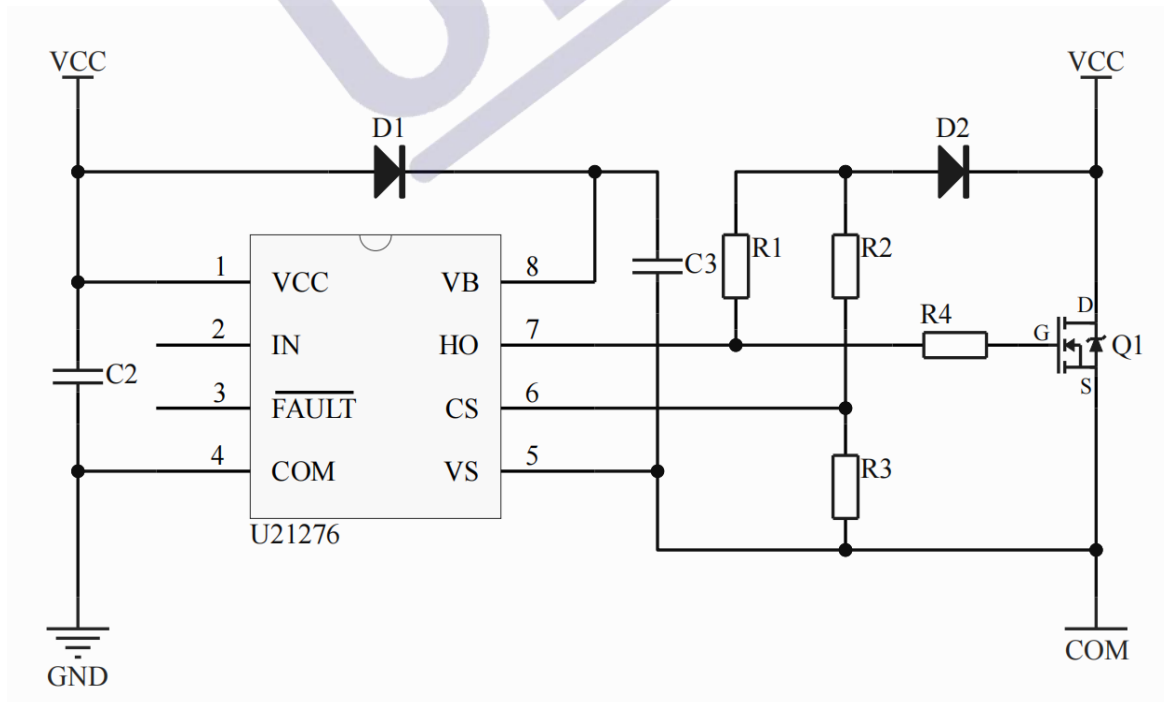 VCC
VCC
D1
D2
1
VCC
VB
8
C3
R1
R2
2
IN
HO
7
R4
D
G
Q1
S
C2
3
FAULT
CS
6
4
COM
VS
5
R3
U21276
GND
COM